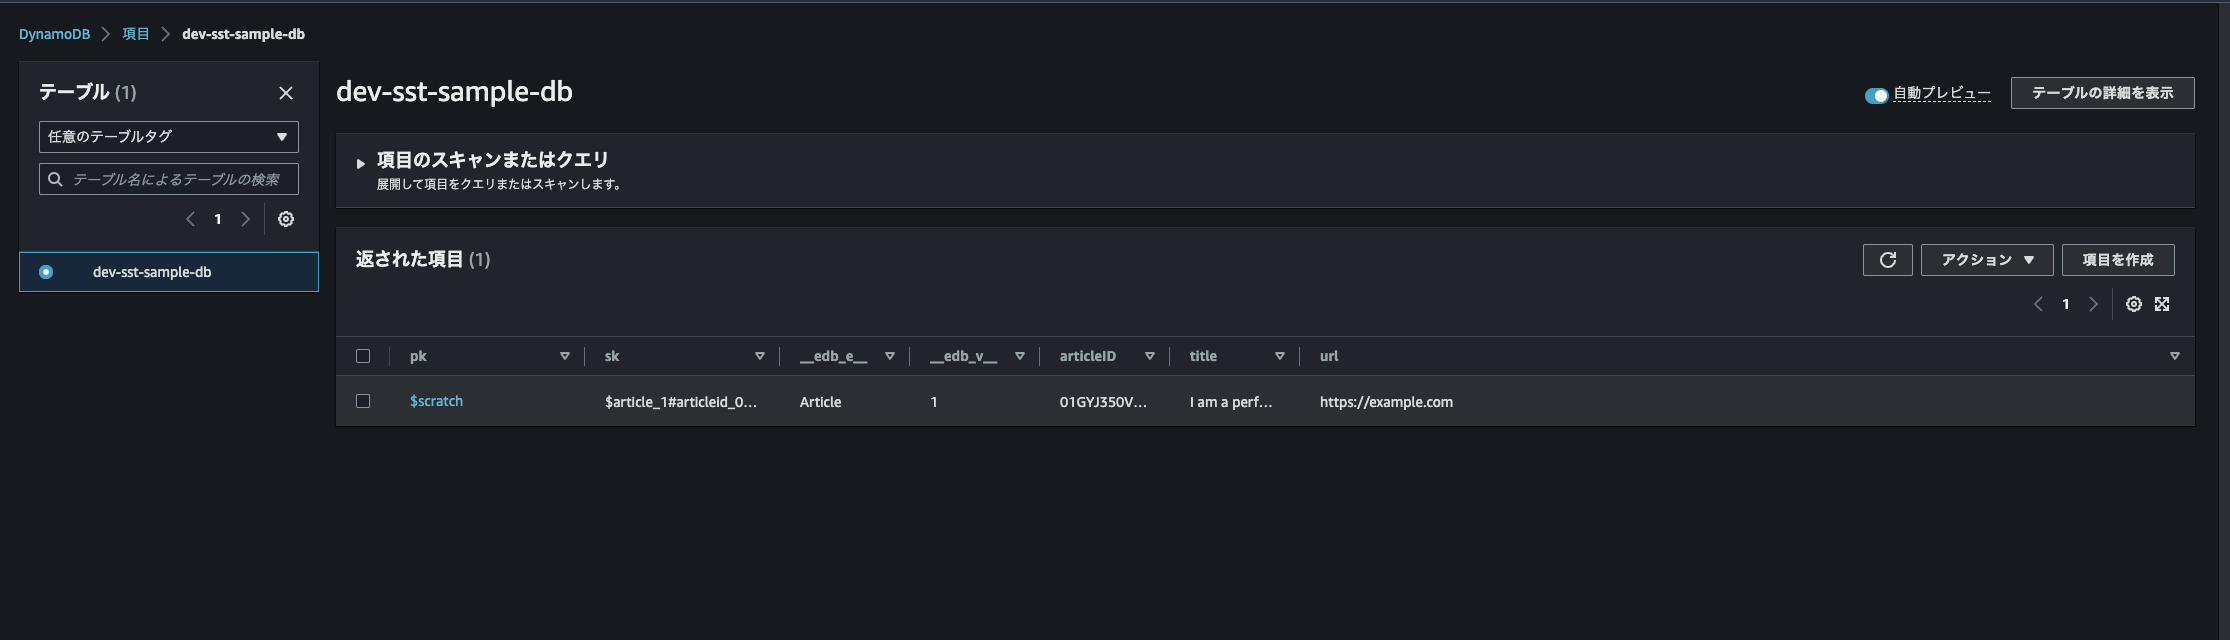 DynamoDB 項目 dev-sst-sample-db
テーブル (1)
任意のテーブルタグ
テーブル名によるテーブルの検索
1
dev-sst-sample-db
dev-sst-sample-db
自動プレビュー
テーブルの詳細を表示
項目のスキャンまたはクエリ
展開して項目をクエリまたはスキャンします。
返された項目 (1)
アクション
項目を作成
1
pk sk __edb_e__ __edb_v__ articleID title url
$scratch $article_1#articleid_0... Article 1 01GYJ350V... I am a perf... https://example.com